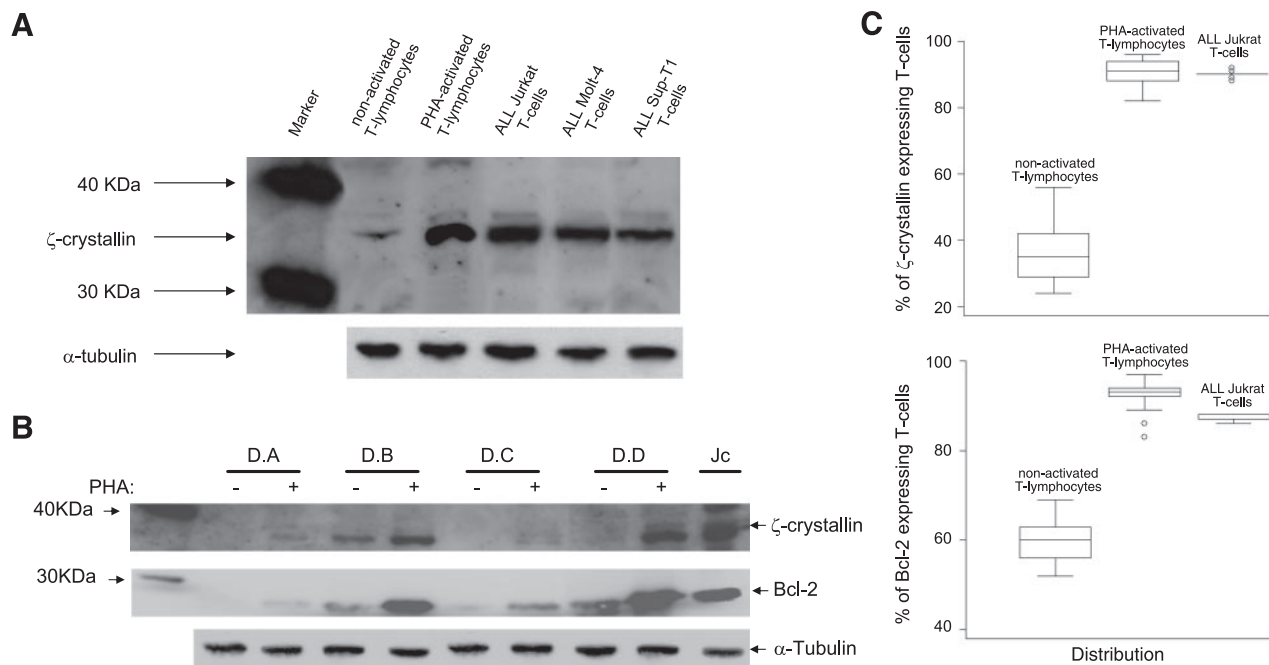 A
Marker
non-activated
T-lymphocytes
PHA-activated
T-lymphocytes
ALL Jurkat
T-cells
ALL Molt-4
T-cells
ALL Sup-T1
T-cells
40 KDa
ζ-crystallin
30 KDa
α-tubulin
B
D.A
D.B
D.C
D.D
Jc
PHA:
- + - + - + - +
40KDa
ζ-crystallin
30KDa
Bcl-2
α-Tubulin
C
% of ζ-crystallin expressing T-cells
100
80
60
40
20
non-activated
T-lymphocytes
PHA-activated
T-lymphocytes
ALL Jukrat
T-cells
% of Bcl-2 expressing T-cells
100
80
60
40
non-activated
T-lymphocytes
PHA-activated
T-lymphocytes
ALL Jukrat
T-cells
Distribution